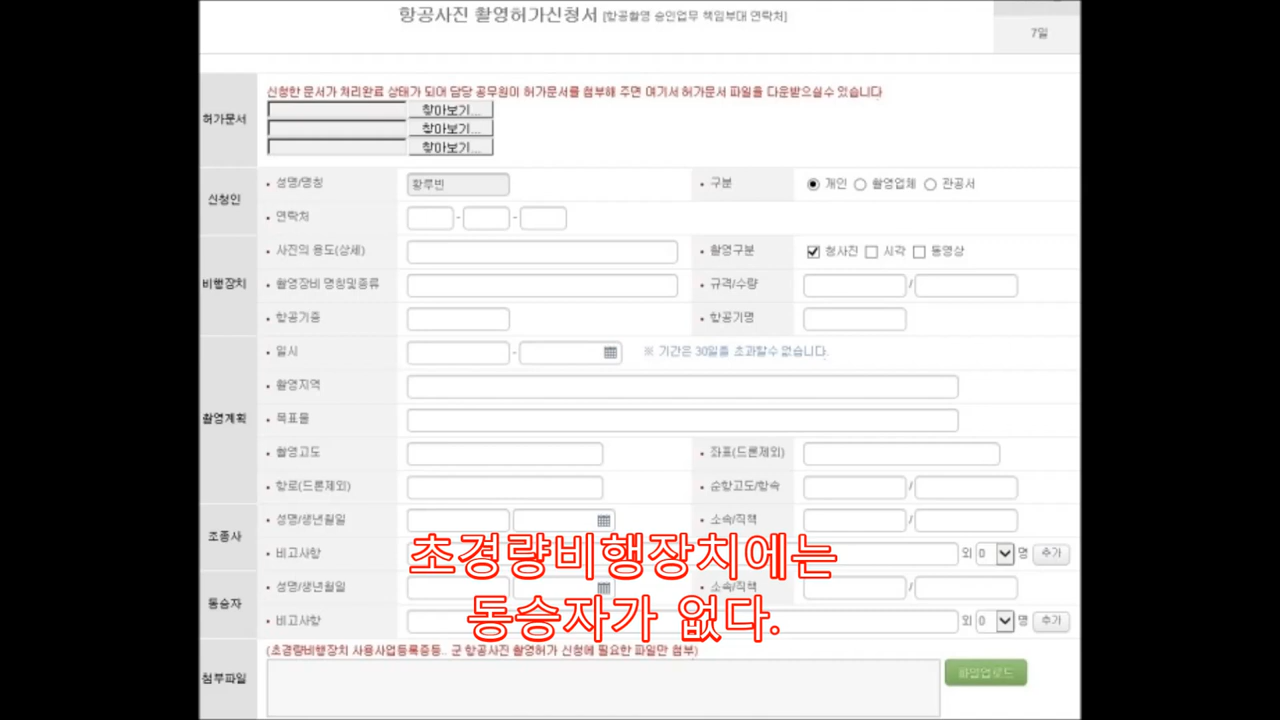 항공사진 촬영허가신청서 [항공촬영 승인업무 책임부대 연락처]
7일
신청한 문서가 처리완료 상태가 되어 담당 공무원이 허가문서를 첨부해 주면 여기서 허가문서 파일을 다운받으실수 있습니다
허가문서
찾아보기...
찾아보기...
찾아보기...
신청인
성명/명칭 황루빈 구분 개인 촬영업체 관공서
연락처 - -
비행장치
사진의 용도(상세) 촬영구분 청사진 시각 동영상
촬영장비 명칭및종류 규격/수량 /
항공기종 항공기명
촬영계획
일시 - ※ 기간은 30일을 초과할수 없습니다.
촬영지역
목표물
촬영고도 좌표(드론제외)
항로(드론제외) 순항고도/항속 /
조종사
성명/생년월일 소속/직책 /
비고사항 외 0 명 추가
초경량비행장치에는
동승자
성명/생년월일 소속/직책 /
동승자가 없다.
비고사항 외 0 명 추가
(초경량비행장치 사용사업등록증등.. 군 항공사진 촬영허가 신청에 필요한 파일만 첨부)
첨부파일 파일업로드